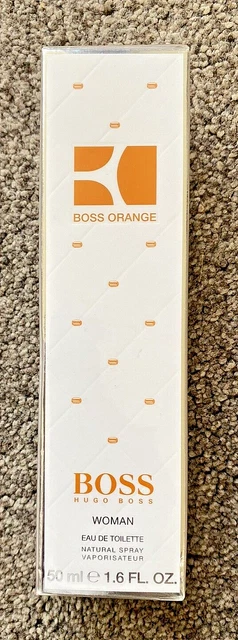 BOSS ORANGE
BOSS
HUGO BOSS
WOMAN
EAU DE TOILETTE
NATURAL SPRAY
VAPORISATEUR
50 ml ℮ 1.6 FL. OZ.